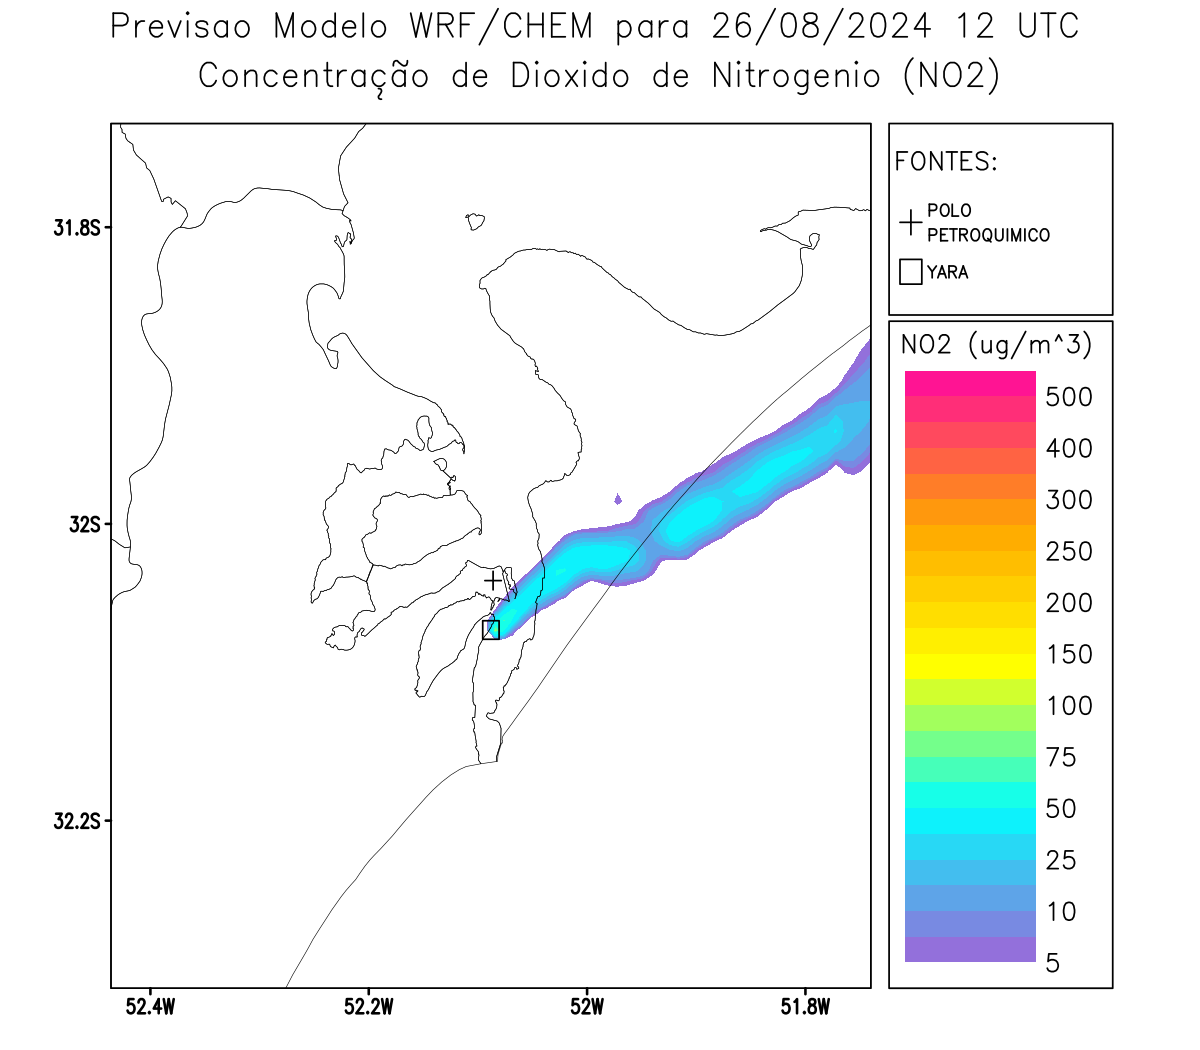 Previsao Modelo WRF/CHEM para 26/08/2024 12 UTC
Concentração de Dioxido de Nitrogenio (NO2)
FONTES:
POLO
PETROQUIMICO
YARA
NO2 (ug/m^3)
500
400
300
250
200
150
100
75
50
25
10
5
31.8S
32S
32.2S
52.4W
52.2W
52W
51.8W